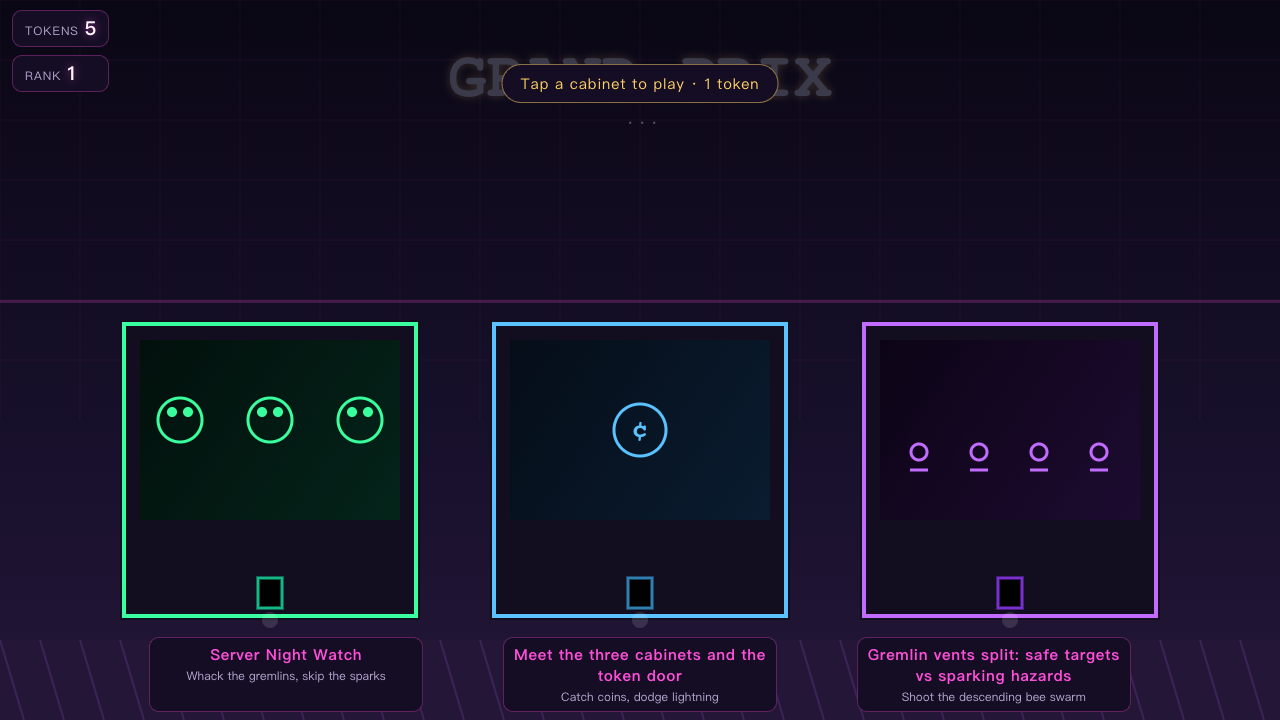 TOKENS 5
RANK 1
GRAND PRIX
Tap a cabinet to play · 1 token
. . .
¢
Server Night Watch
Whack the gremlins, skip the sparks
Meet the three cabinets and the
token door
Catch coins, dodge lightning
Gremlin vents split: safe targets
vs sparking hazards
Shoot the descending bee swarm